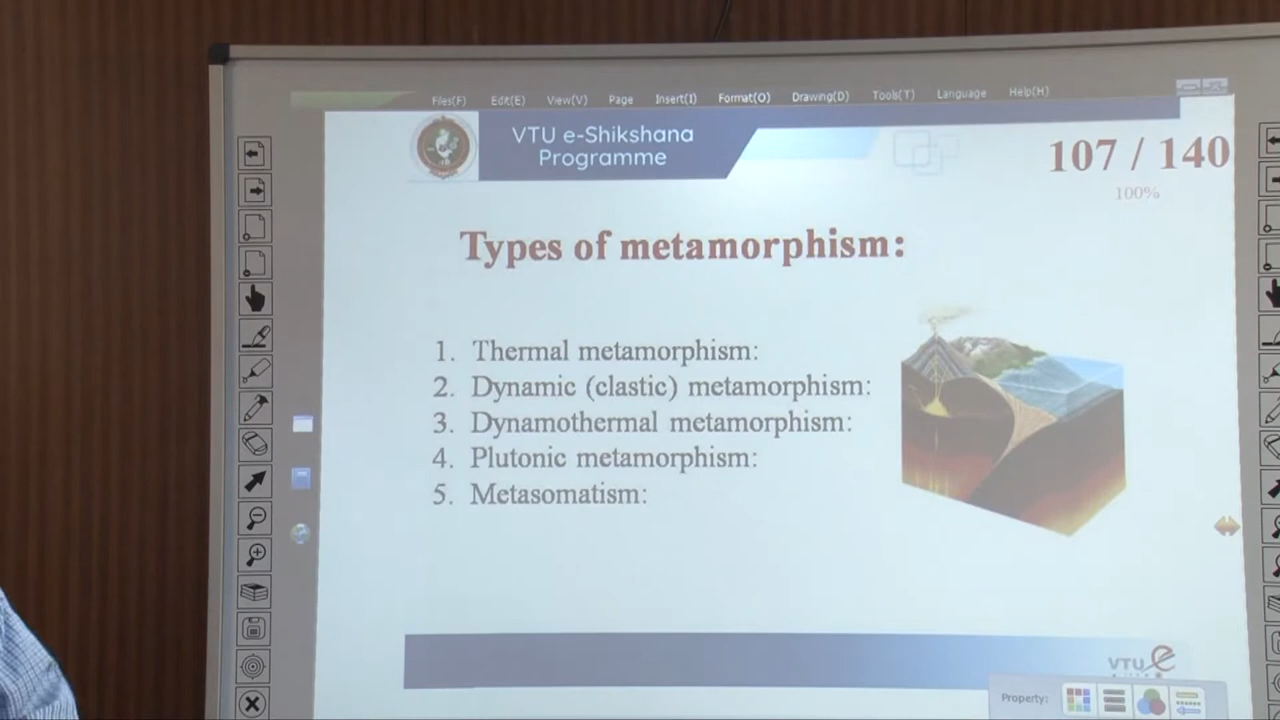 Files(F) Edit(E) View(V) Page Insert(I) Format(O) Drawing(D) Tools(T) Language Help(H)
VTU e-Shikshana
Programme
107 / 140
100%
Types of metamorphism:
1. Thermal metamorphism:
2. Dynamic (clastic) metamorphism:
3. Dynamothermal metamorphism:
4. Plutonic metamorphism:
5. Metasomatism:
VTU e
Property: